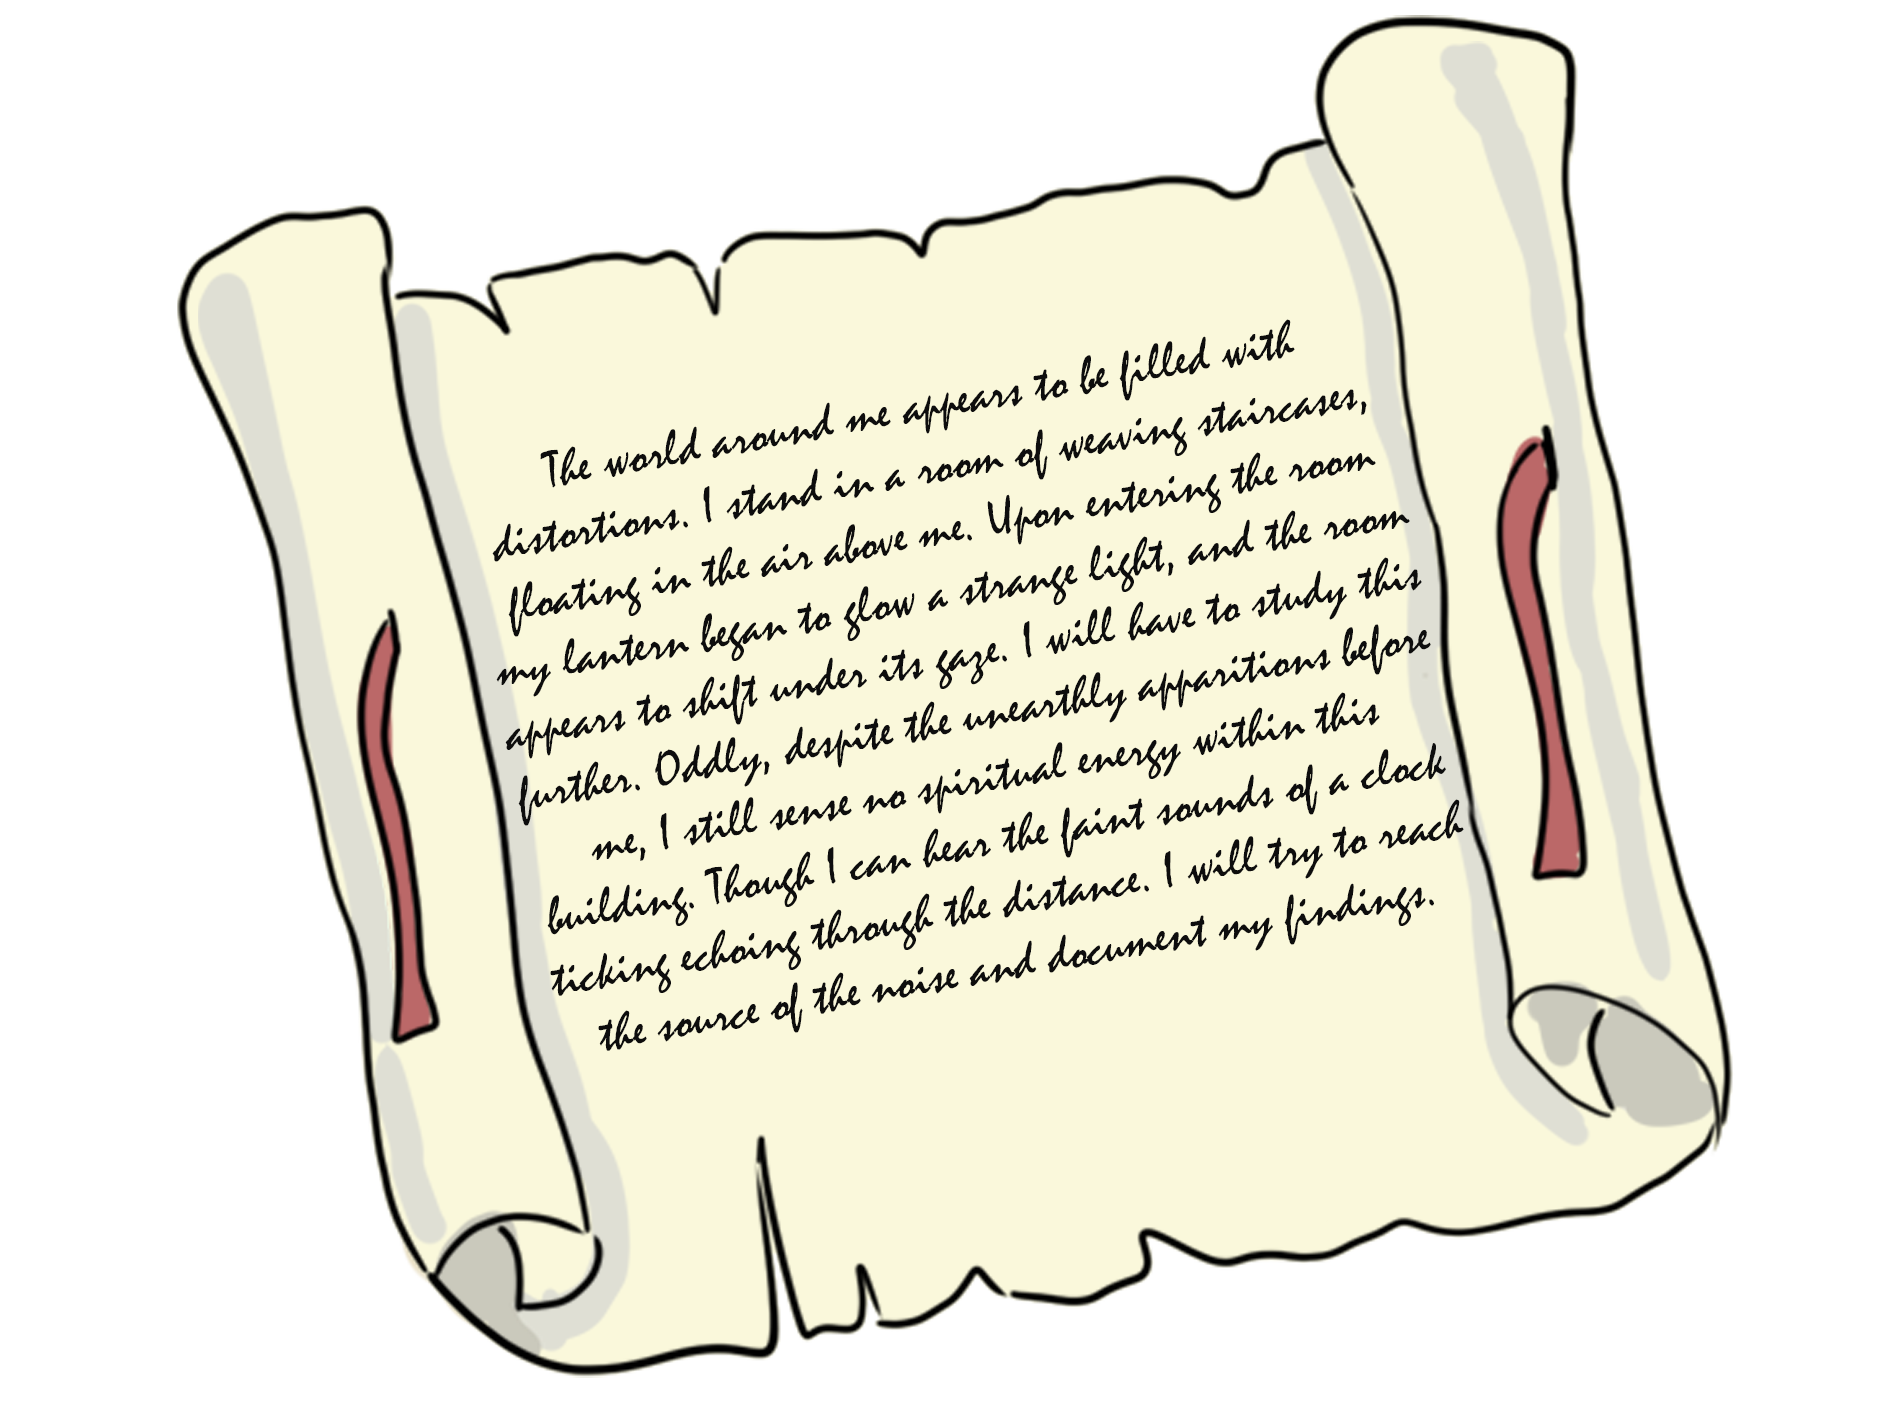 The world around me appears to be filled with
distortions. I stand in a room of weaving staircases,
floating in the air above me. Upon entering the room
my lantern began to glow a strange light, and the room
appears to shift under its gaze. I will have to study this
further. Oddly, despite the unearthly apparitions before
me, I still sense no spiritual energy within this
building. Though I can hear the faint sounds of a clock
ticking echoing through the distance. I will try to reach
the source of the noise and document my findings.